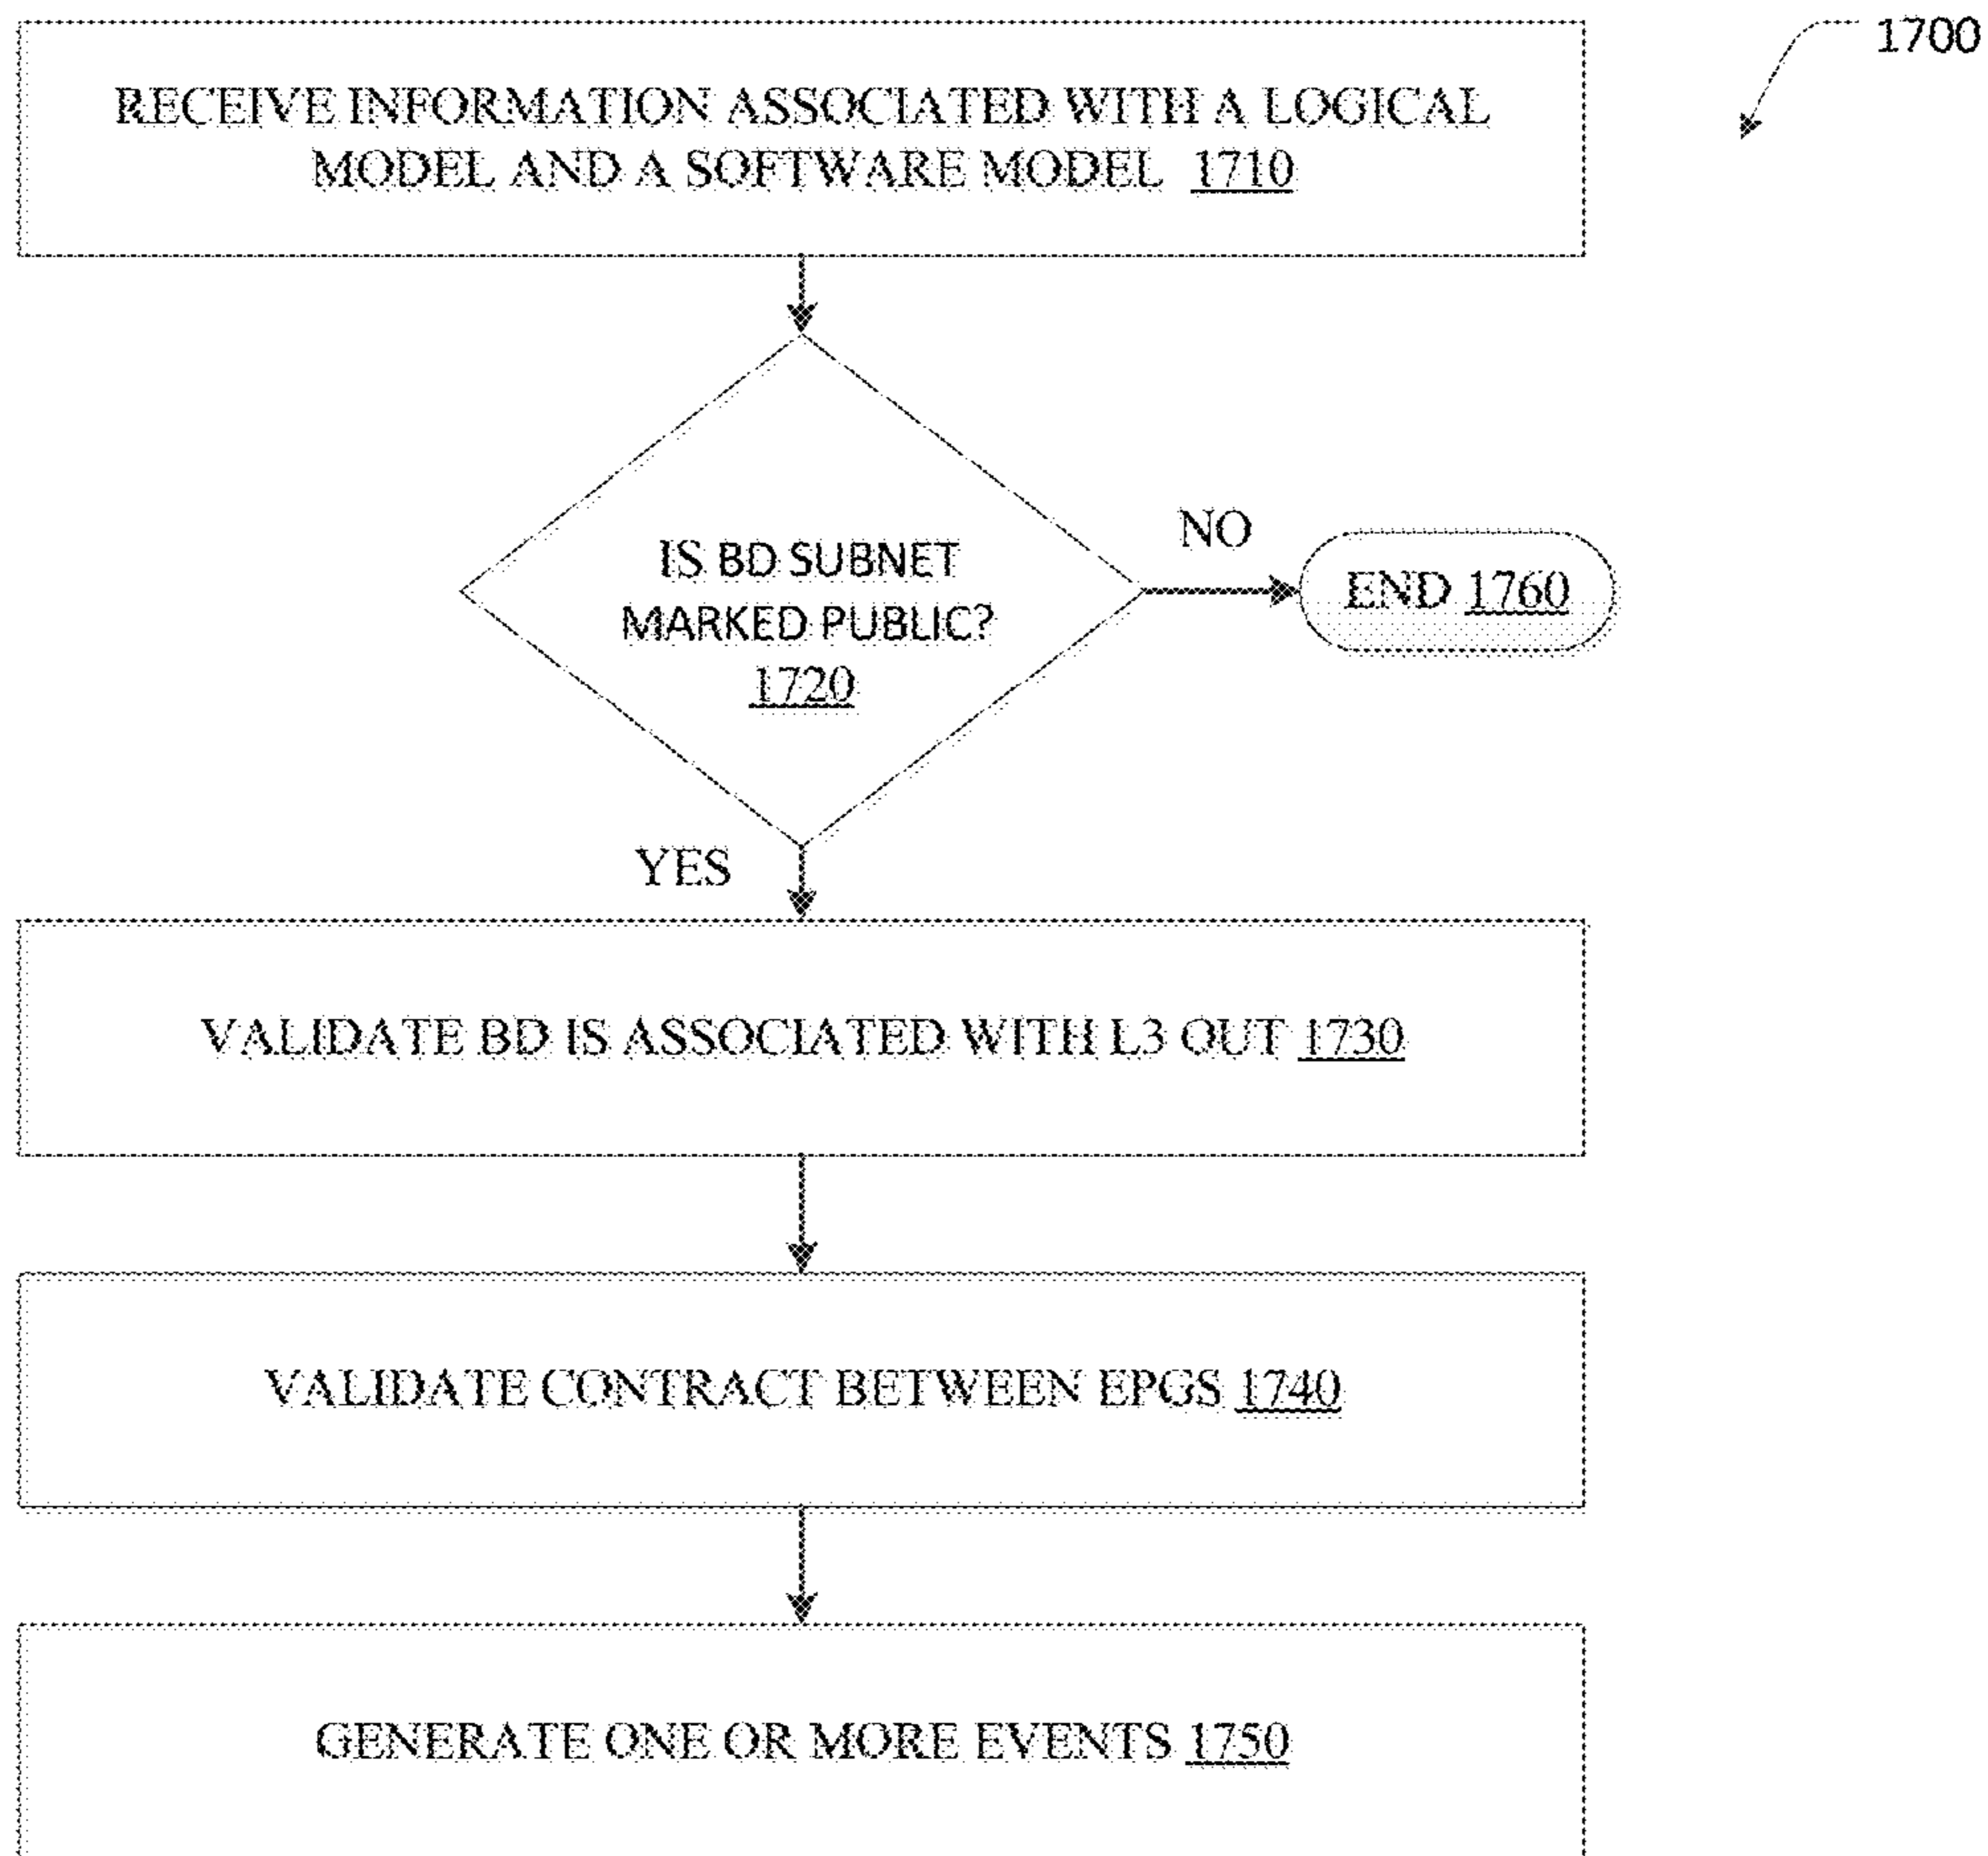 1700
RECEIVE INFORMATION ASSOCIATED WITH A LOGICAL
MODEL AND A SOFTWARE MODEL 1710
IS BD SUBNET
MARKED PUBLIC?
1720
NO
END 1760
YES
VALIDATE BD IS ASSOCIATED WITH L3 OUT 1730
VALIDATE CONTRACT BETWEEN EPGS 1740
GENERATE ONE OR MORE EVENTS 1750